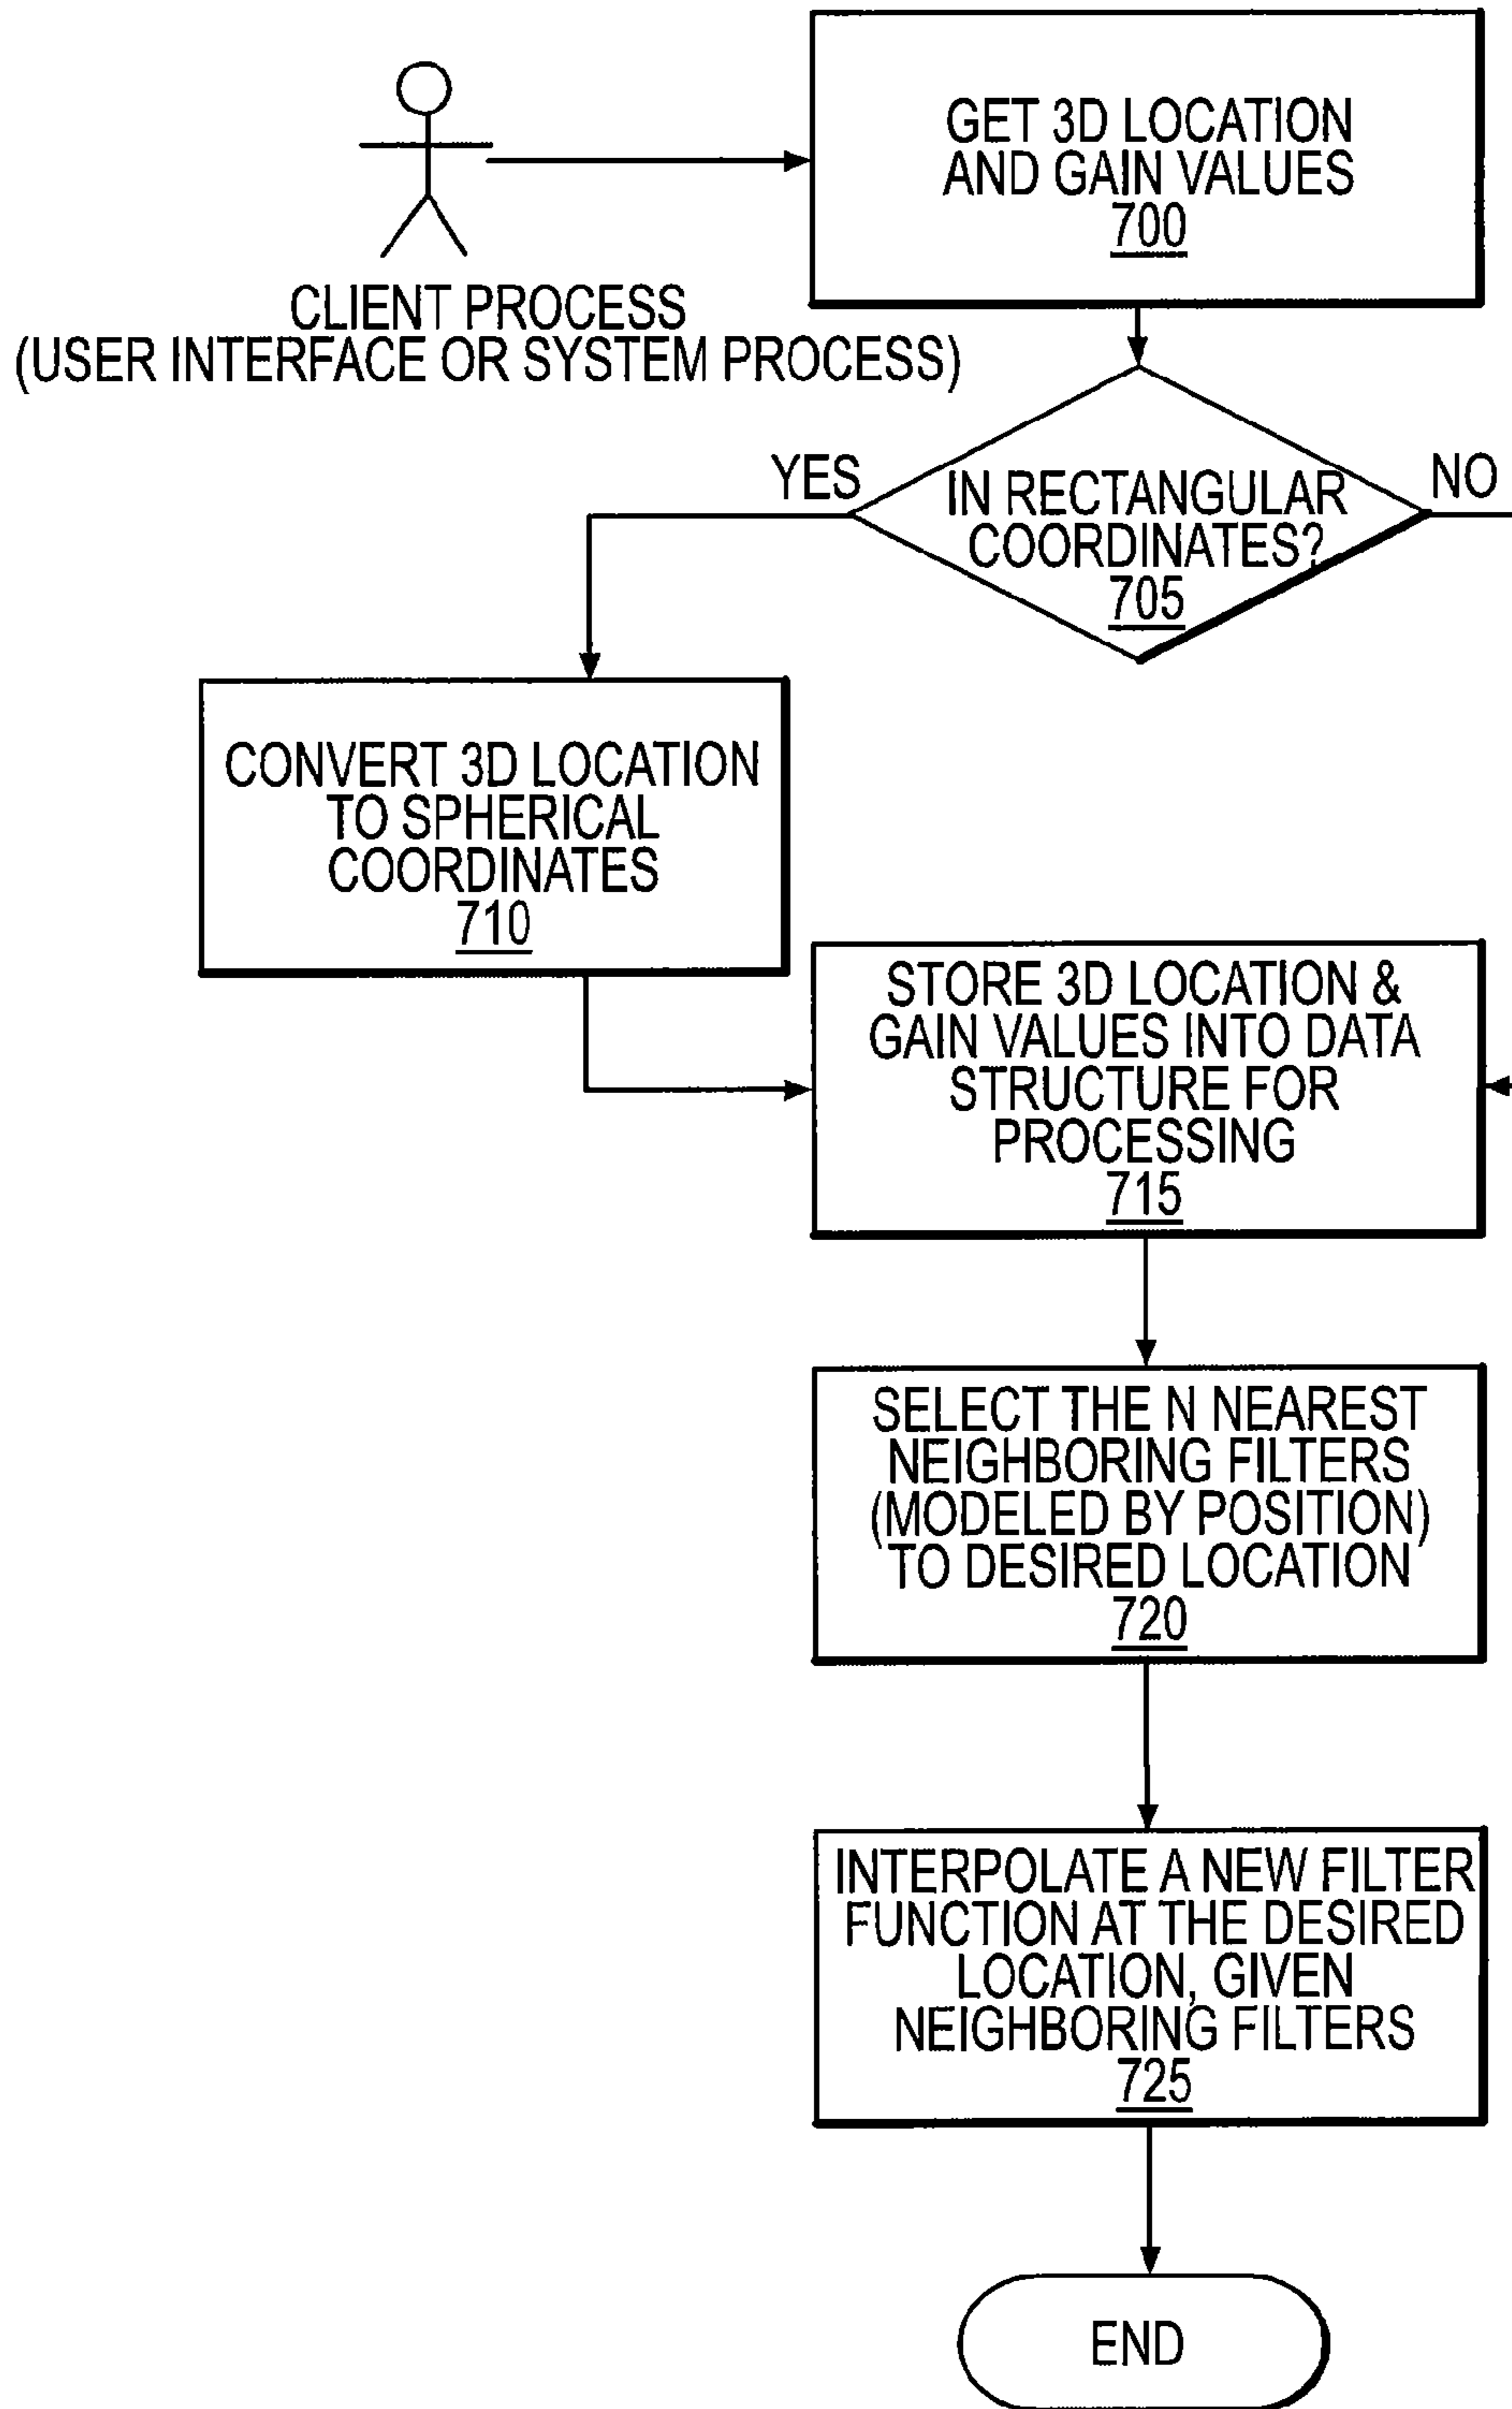 GET 3D LOCATION
AND GAIN VALUES
700
CLIENT PROCESS
(USER INTERFACE OR SYSTEM PROCESS)
YES
IN RECTANGULAR
COORDINATES?
705
NO
CONVERT 3D LOCATION
TO SPHERICAL
COORDINATES
710
STORE 3D LOCATION &
GAIN VALUES INTO DATA
STRUCTURE FOR
PROCESSING
715
SELECT THE N NEAREST
NEIGHBORING FILTERS
(MODELED BY POSITION)
TO DESIRED LOCATION
720
INTERPOLATE A NEW FILTER
FUNCTION AT THE DESIRED
LOCATION, GIVEN
NEIGHBORING FILTERS
725
END